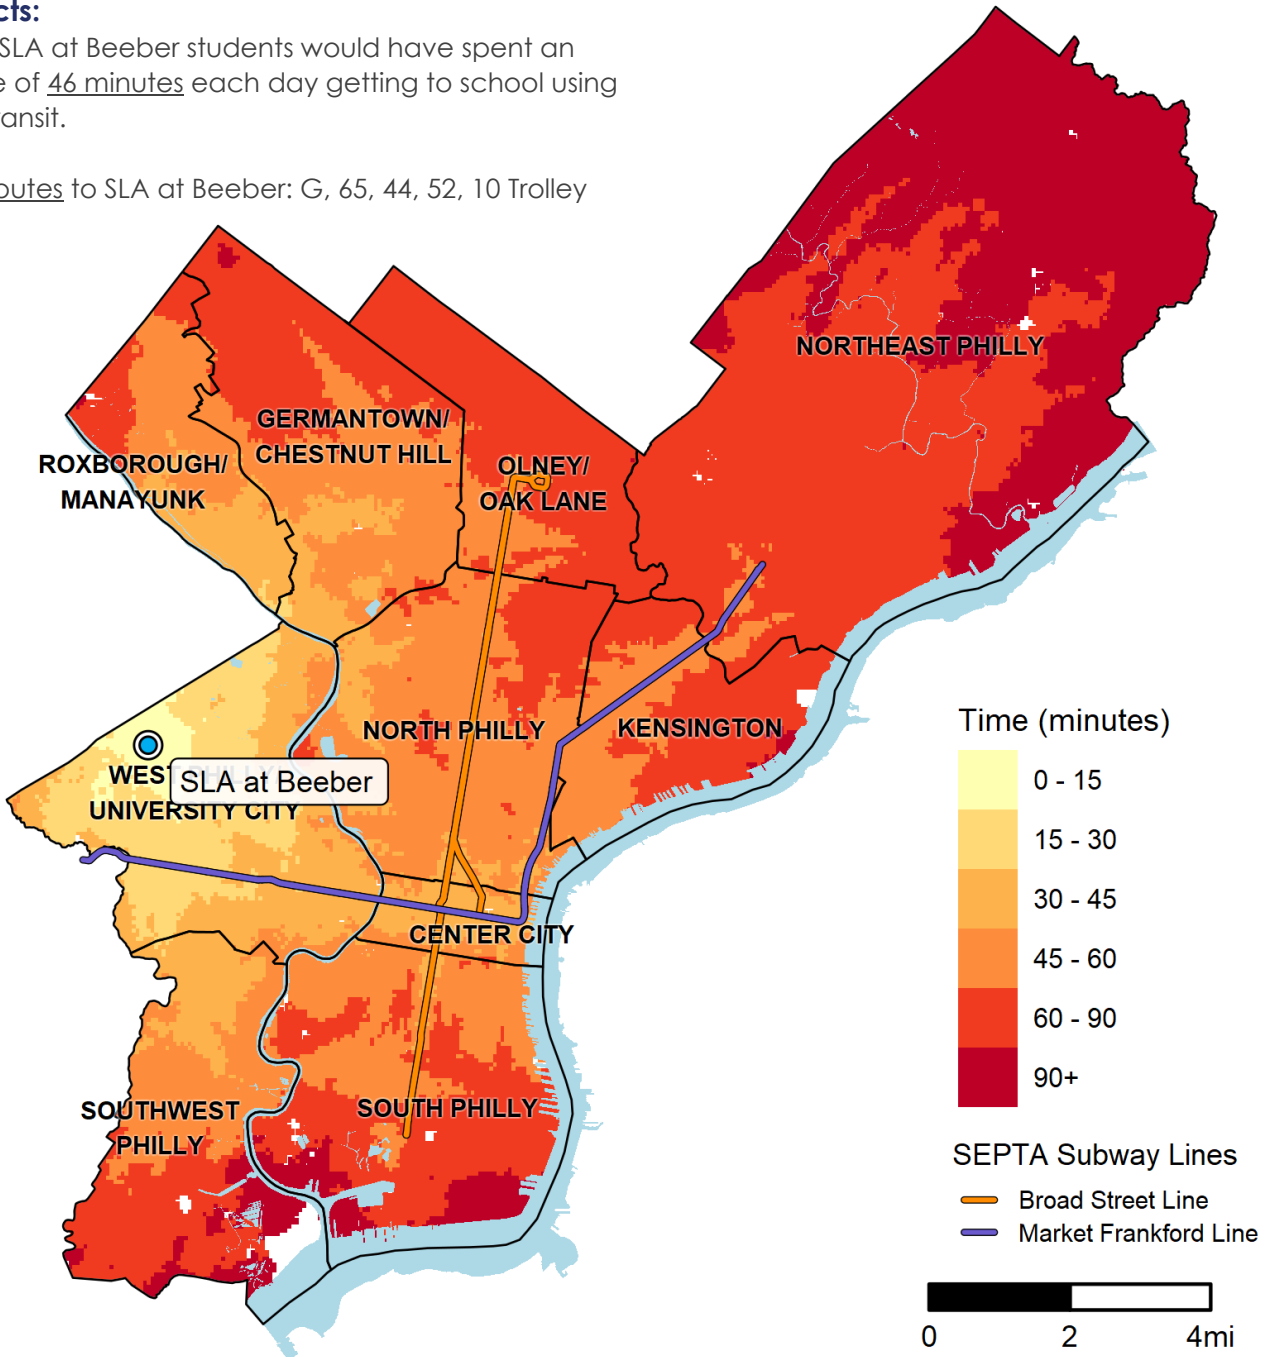 cts:
SLA at Beeber students would have spent an
e of 46 minutes each day getting to school using
ransit.
outes to SLA at Beeber: G, 65, 44, 52, 10 Trolley
NORTHEAST PHILLY
GERMANTOWN/
CHESTNUT HILL
ROXBOROUGH/
MANAYUNK
OLNEY/
OAK LANE
NORTH PHILLY
KENSINGTON
WEST PHILLY/
SLA at Beeber
UNIVERSITY CITY
CENTER CITY
SOUTHWEST
PHILLY
SOUTH PHILLY
Time (minutes)
0 - 15
15 - 30
30 - 45
45 - 60
60 - 90
90+
SEPTA Subway Lines
Broad Street Line
Market Frankford Line
0 2 4mi